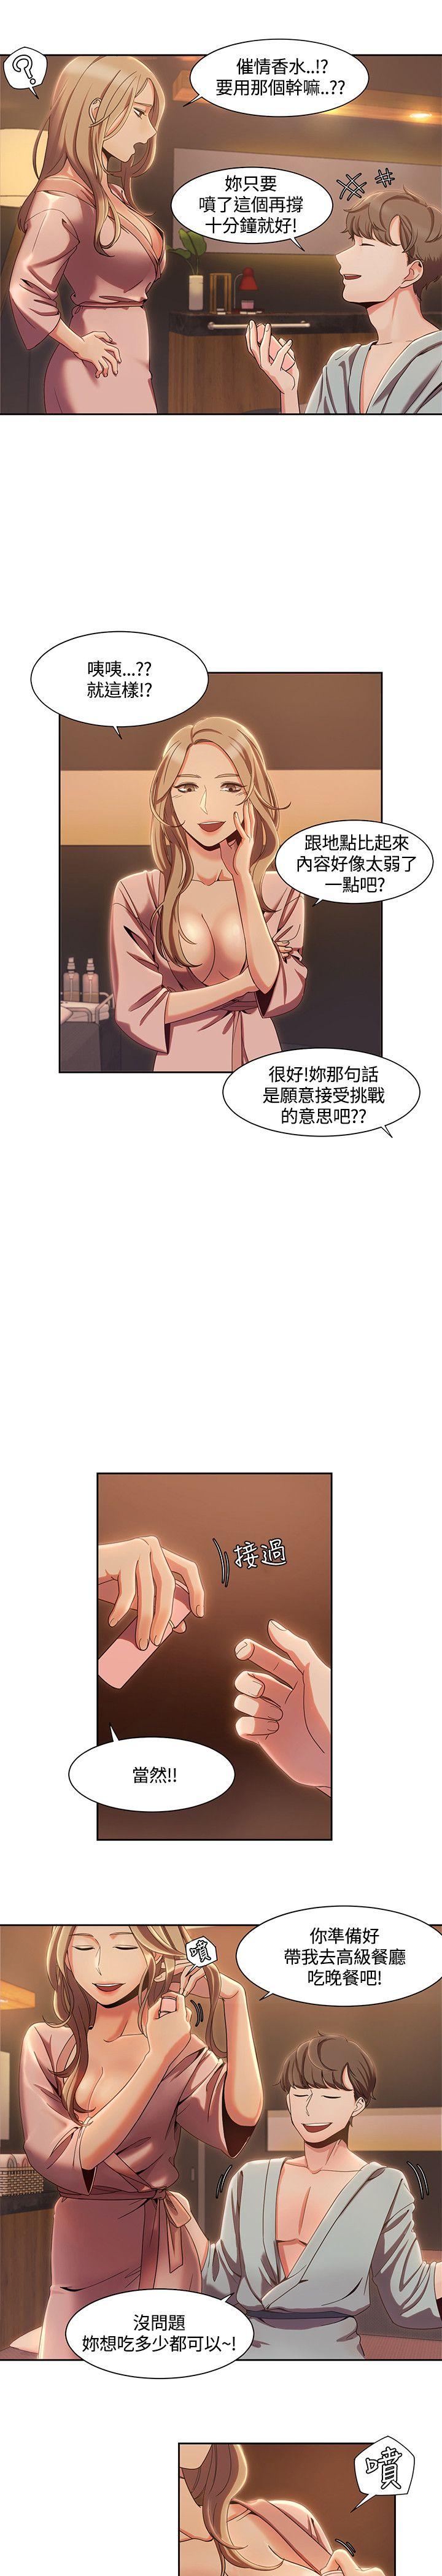 ?
催情香水..!?
要用那個幹嘛..??
妳只要
噴了這個再撐
十分鐘就好!
咦咦...??
就這樣!?
跟地點比起來
內容好像太弱了
一點吧?
很好!妳那句話
是願意接受挑戰
的意思吧??
接過
當然!!
你準備好
帶我去高級餐廳
吃晚餐吧!
噴
沒問題
妳想吃多少都可以~!
噴